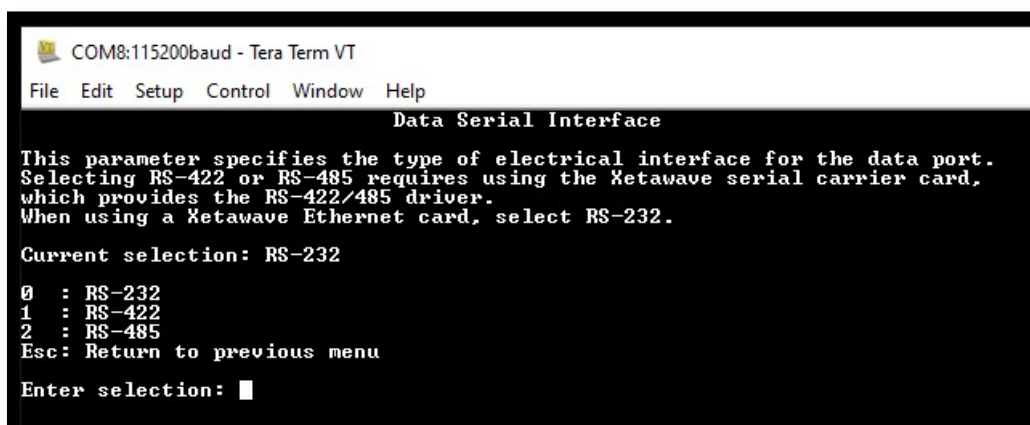 COM8:115200baud - Tera Term VT
File Edit Setup Control Window Help
Data Serial Interface
This parameter specifies the type of electrical interface for the data port.
Selecting RS-422 or RS-485 requires using the Xetawave serial carrier card,
which provides the RS-422/485 driver.
When using a Xetawave Ethernet card, select RS-232.
Current selection: RS-232
0 : RS-232
1 : RS-422
2 : RS-485
Esc: Return to previous menu
Enter selection: